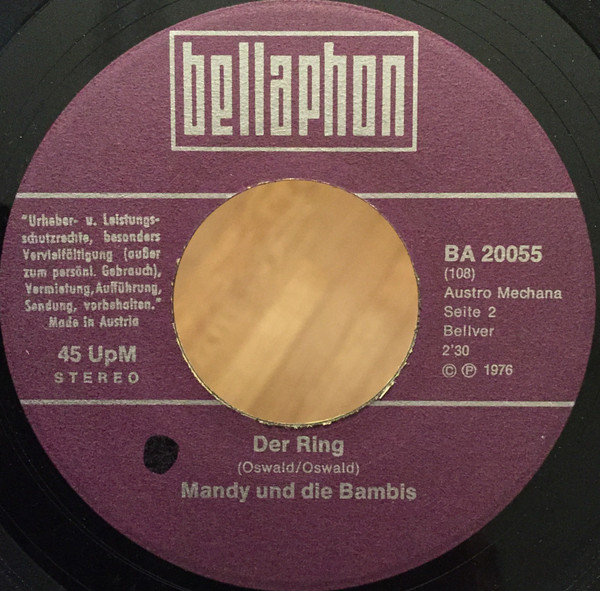 bellaphon
"Urheber- u. Leistungs-
schutzrechte, besonders
Vervielfältigung (außer
zum persönl. Gebrauch),
Vermietung,Aufführung,
Sendung, vorbehalten."
Made in Austria
45 UpM
STEREO
BA 20055
(108)
Austro Mechana
Seite 2
Bellver
2'30
© ℗ 1976
Der Ring
(Oswald/Oswald)
Mandy und die Bambis